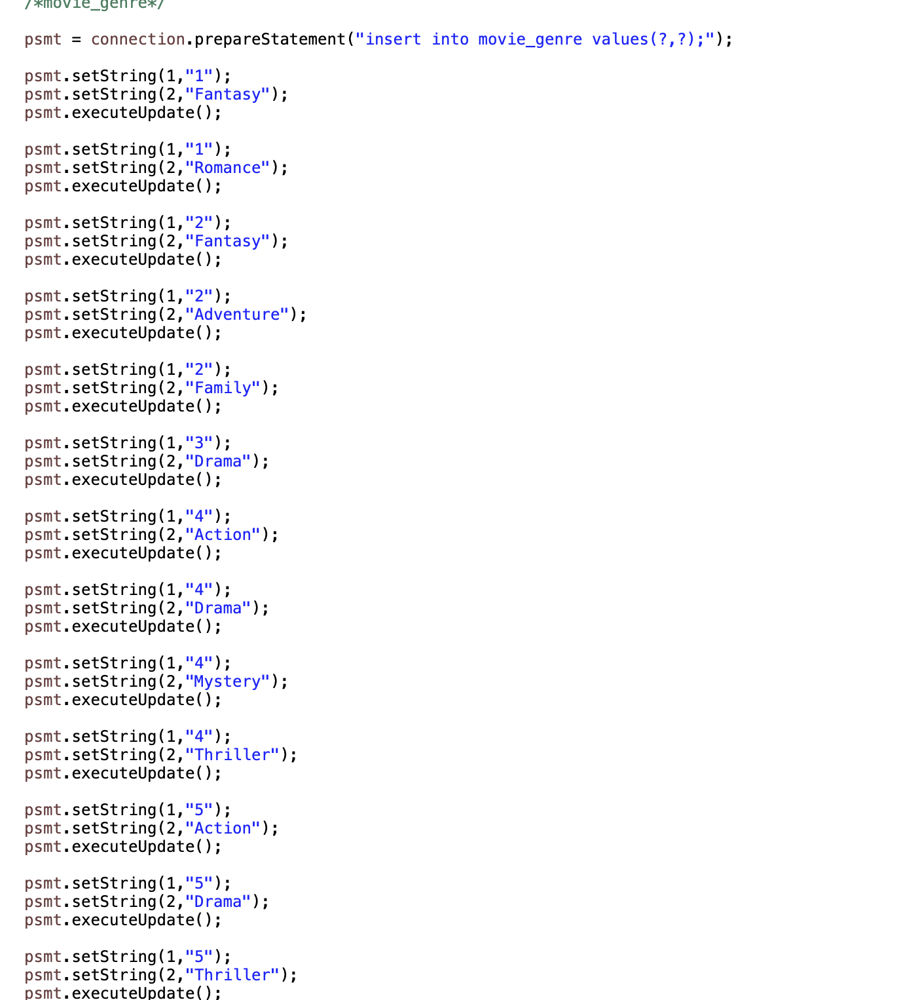 /*movie_genre*/
psmt = connection.prepareStatement("insert into movie_genre values(?,?);");
psmt.setString(1,"1");
psmt.setString(2,"Fantasy");
psmt.executeUpdate();
psmt.setString(1,"1");
psmt.setString(2,"Romance");
psmt.executeUpdate();
psmt.setString(1,"2");
psmt.setString(2,"Fantasy");
psmt.executeUpdate();
psmt.setString(1,"2");
psmt.setString(2,"Adventure");
psmt.executeUpdate();
psmt.setString(1,"2");
psmt.setString(2,"Family");
psmt.executeUpdate();
psmt.setString(1,"3");
psmt.setString(2,"Drama");
psmt.executeUpdate();
psmt.setString(1,"4");
psmt.setString(2,"Action");
psmt.executeUpdate();
psmt.setString(1,"4");
psmt.setString(2,"Drama");
psmt.executeUpdate();
psmt.setString(1,"4");
psmt.setString(2,"Mystery");
psmt.executeUpdate();
psmt.setString(1,"4");
psmt.setString(2,"Thriller");
psmt.executeUpdate();
psmt.setString(1,"5");
psmt.setString(2,"Action");
psmt.executeUpdate();
psmt.setString(1,"5");
psmt.setString(2,"Drama");
psmt.executeUpdate();
psmt.setString(1,"5");
psmt.setString(2,"Thriller");
psmt.executeUpdate();